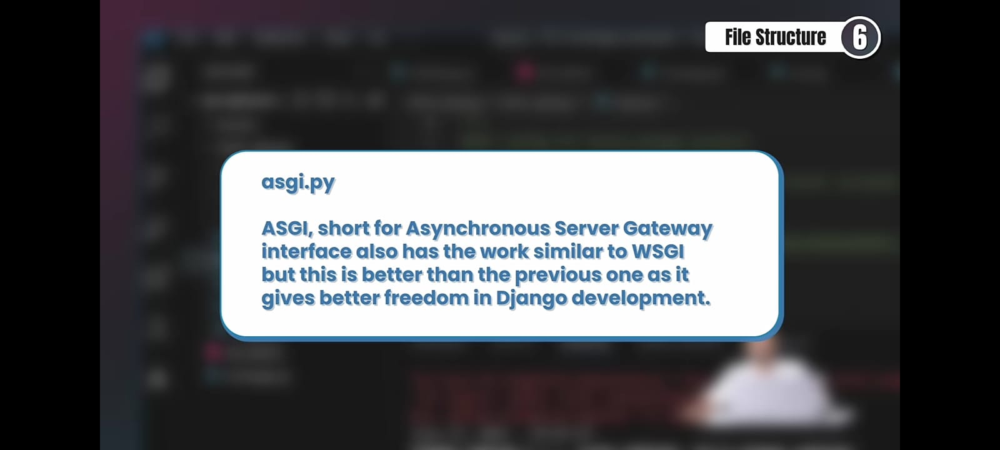 File Structure 6
asgi.py
ASGI, short for Asynchronous Server Gateway
interface also has the work similar to WSGI
but this is better than the previous one as it
gives better freedom in Django development.